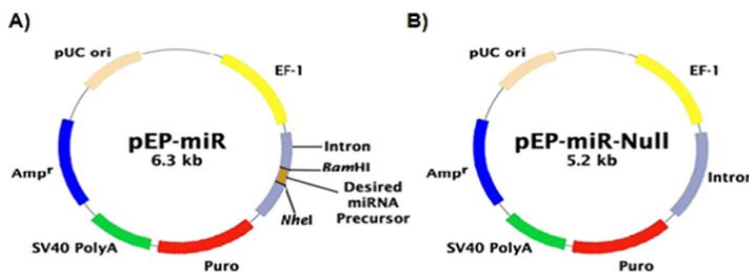 A)
pUC ori
EF-1
pEP-miR
6.3 kb
Intron
BamHI
Desired
miRNA
Precursor
NheI
Ampr
SV40 PolyA
Puro
B)
pUC ori
EF-1
pEP-miR-Null
5.2 kb
Intron
Ampr
SV40 PolyA
Puro